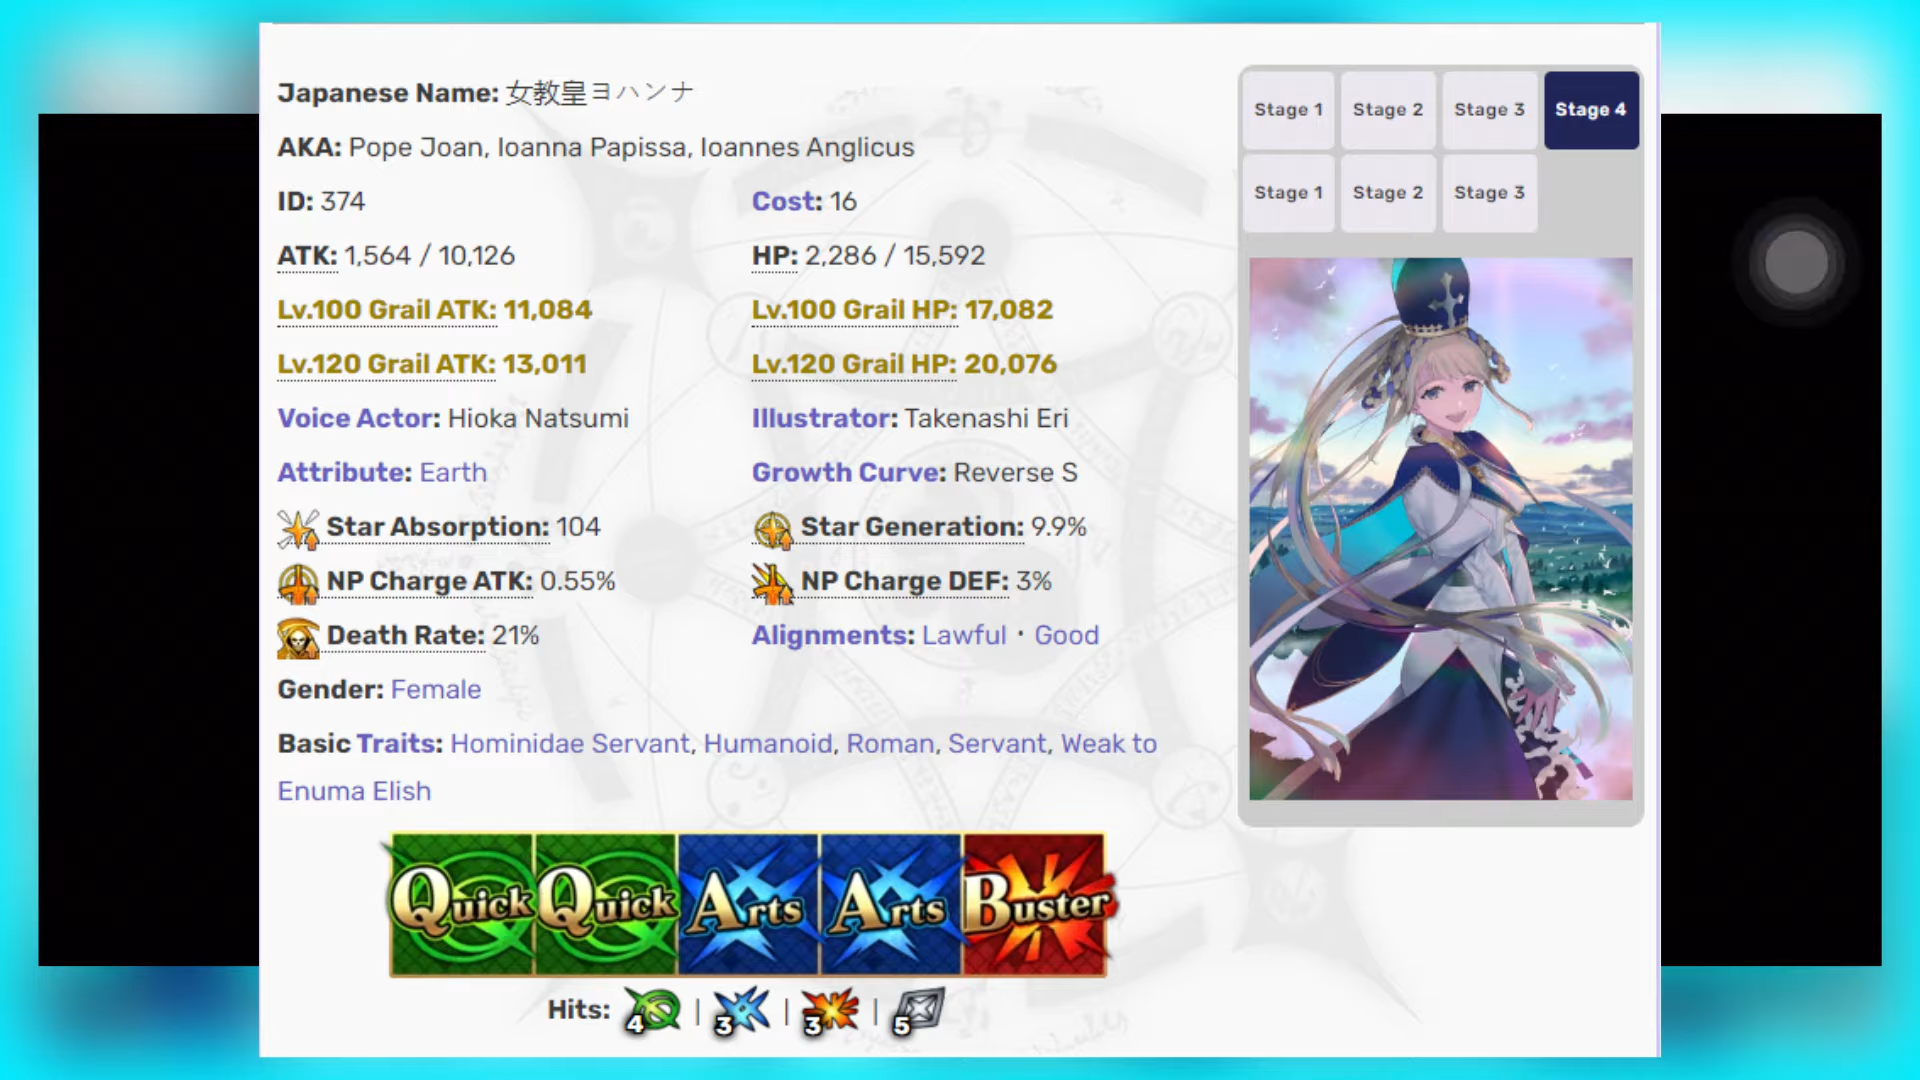 Japanese Name: 女教皇ヨハンナ
AKA: Pope Joan, Ioanna Papissa, Ioannes Anglicus
ID: 374 Cost: 16
ATK: 1,564 / 10,126 HP: 2,286 / 15,592
Lv.100 Grail ATK: 11,084 Lv.100 Grail HP: 17,082
Lv.120 Grail ATK: 13,011 Lv.120 Grail HP: 20,076
Voice Actor: Hioka Natsumi Illustrator: Takenashi Eri
Attribute: Earth Growth Curve: Reverse S
Star Absorption: 104 Star Generation: 9.9%
NP Charge ATK: 0.55% NP Charge DEF: 3%
Death Rate: 21% Alignments: Lawful · Good
Gender: Female
Basic Traits: Hominidae Servant, Humanoid, Roman, Servant, Weak to
Enuma Elish
Quick Quick Arts Arts Buster
Hits: 4 | 3 | 3 | 5
Stage 1 Stage 2 Stage 3 Stage 4
Stage 1 Stage 2 Stage 3